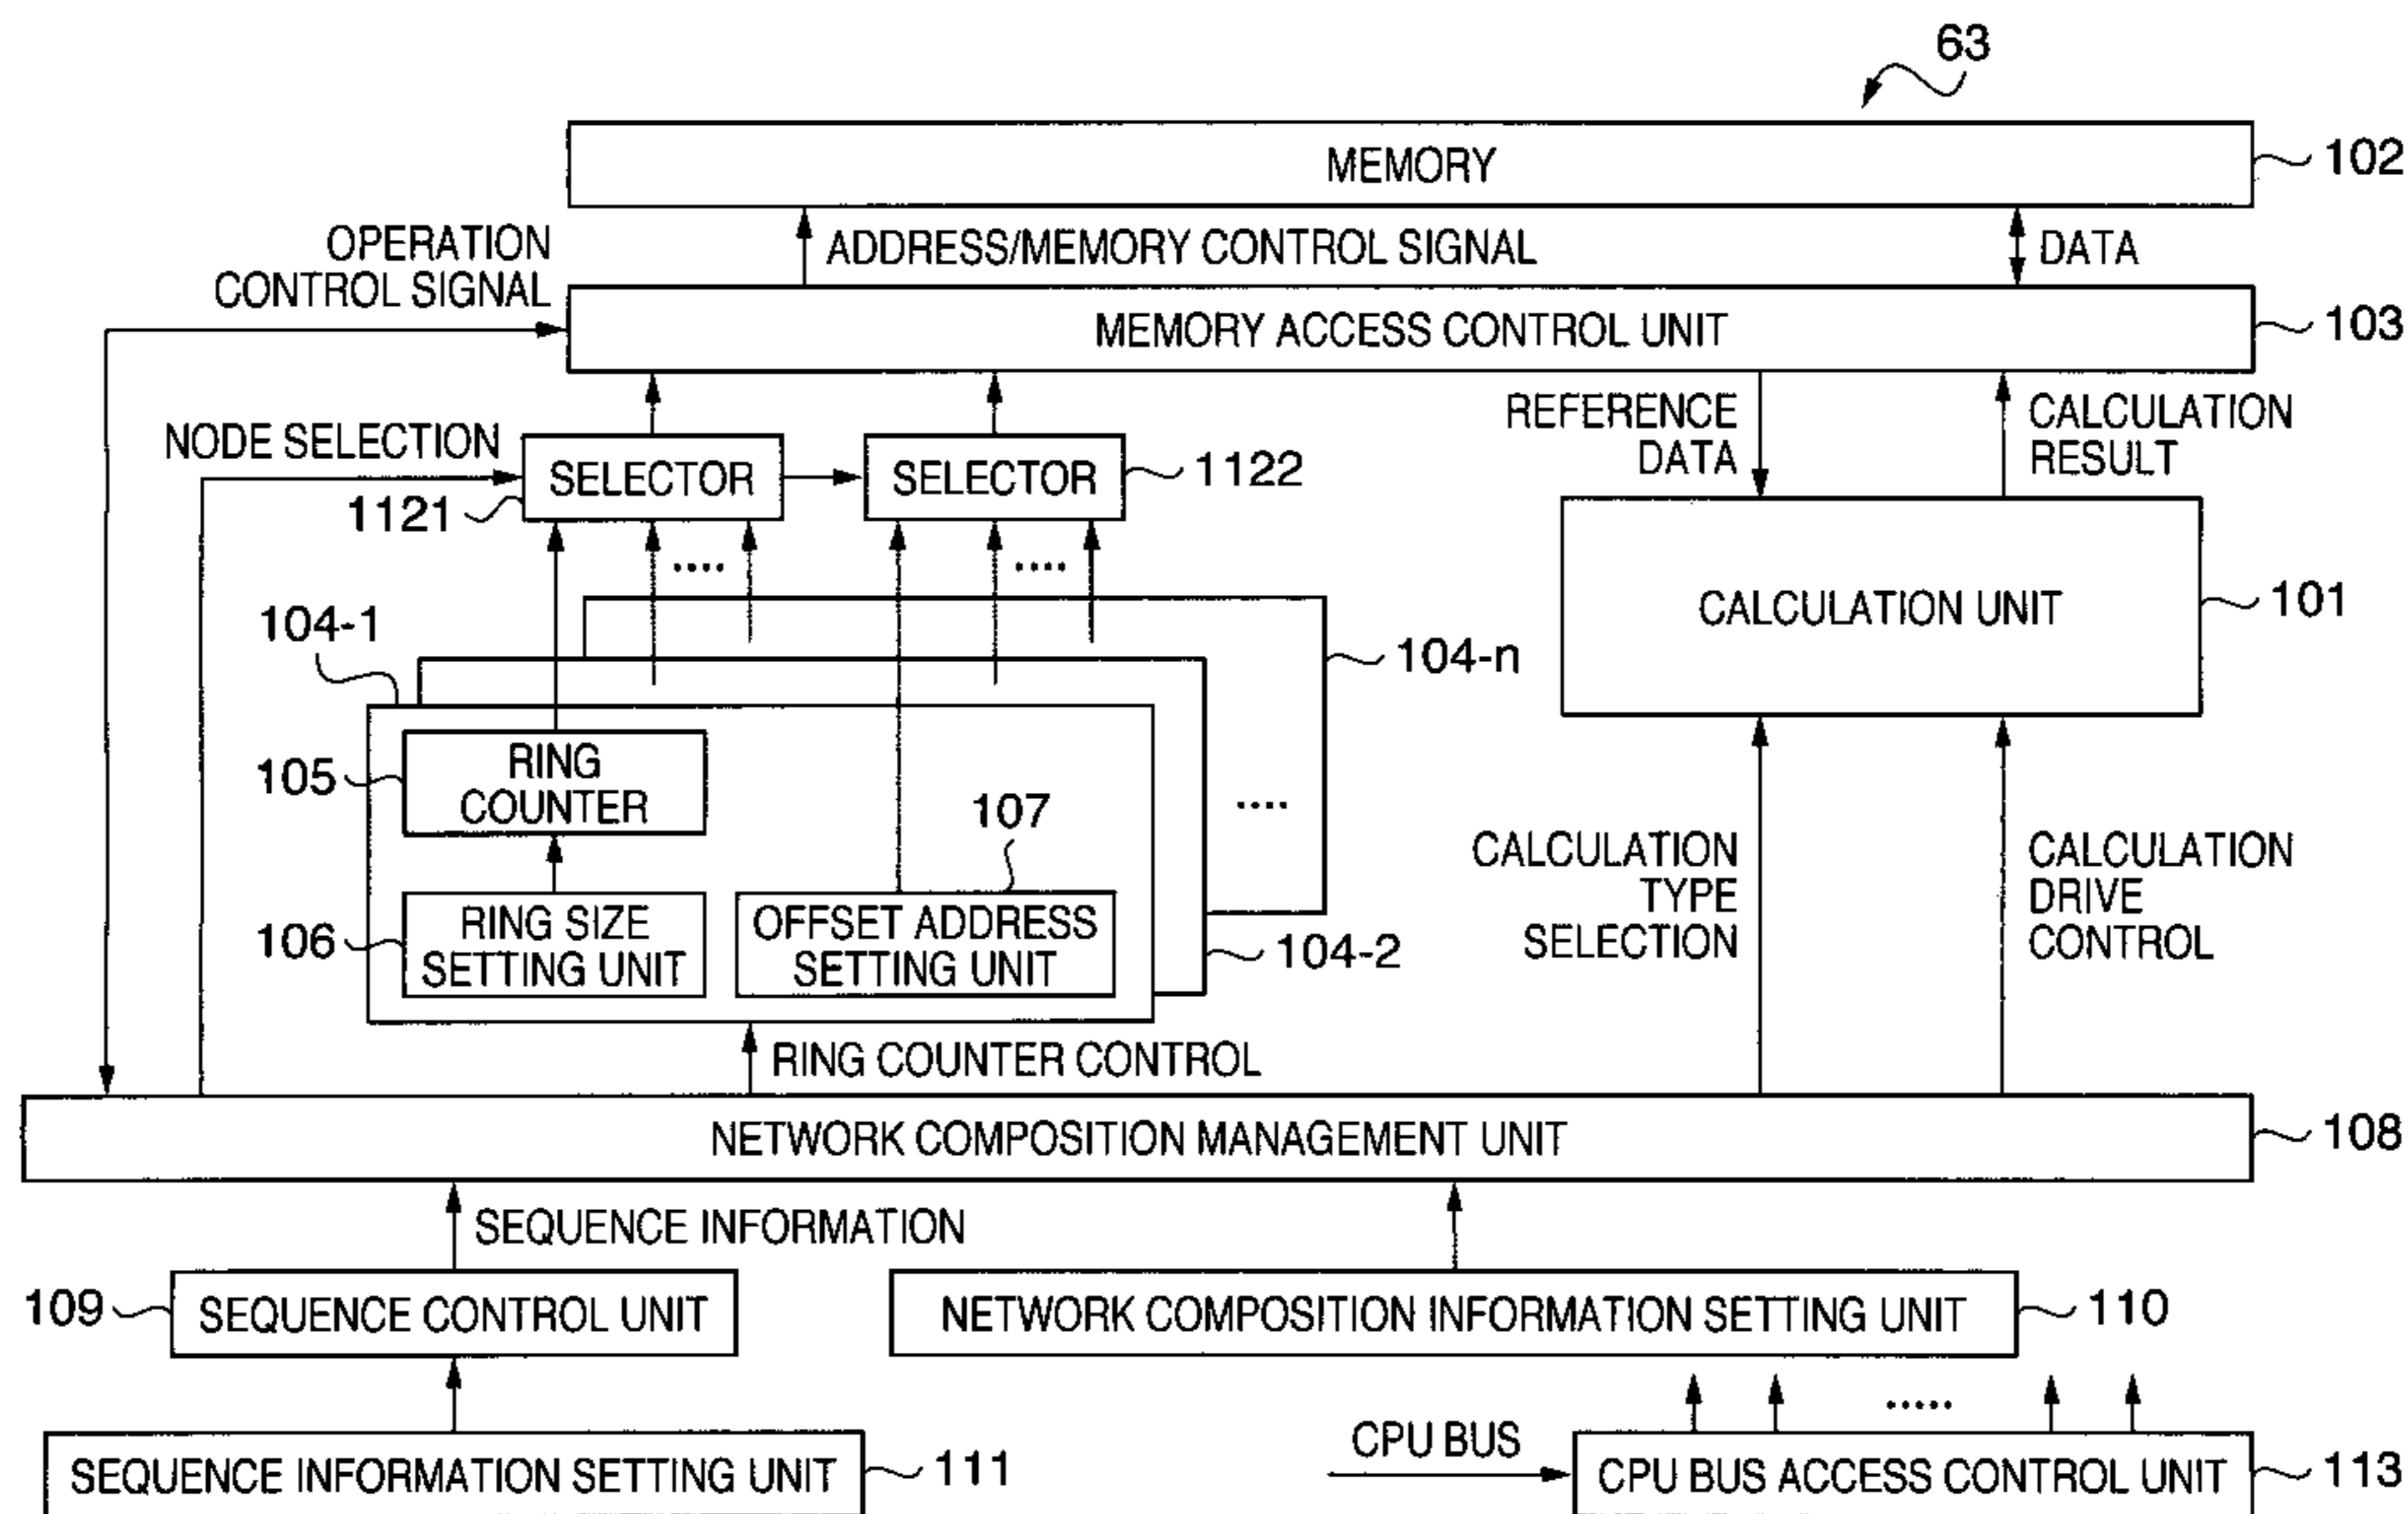 63
MEMORY
102
OPERATION
CONTROL SIGNAL
ADDRESS/MEMORY CONTROL SIGNAL
DATA
MEMORY ACCESS CONTROL UNIT
103
NODE SELECTION
SELECTOR
1121
SELECTOR
1122
REFERENCE
DATA
CALCULATION
RESULT
....
....
CALCULATION UNIT
101
104-1
104-n
105
RING
COUNTER
....
107
106
RING SIZE
SETTING UNIT
OFFSET ADDRESS
SETTING UNIT
104-2
CALCULATION
TYPE
SELECTION
CALCULATION
DRIVE
CONTROL
RING COUNTER CONTROL
NETWORK COMPOSITION MANAGEMENT UNIT
108
SEQUENCE INFORMATION
109
SEQUENCE CONTROL UNIT
NETWORK COMPOSITION INFORMATION SETTING UNIT
110
.....
SEQUENCE INFORMATION SETTING UNIT
111
CPU BUS
CPU BUS ACCESS CONTROL UNIT
113